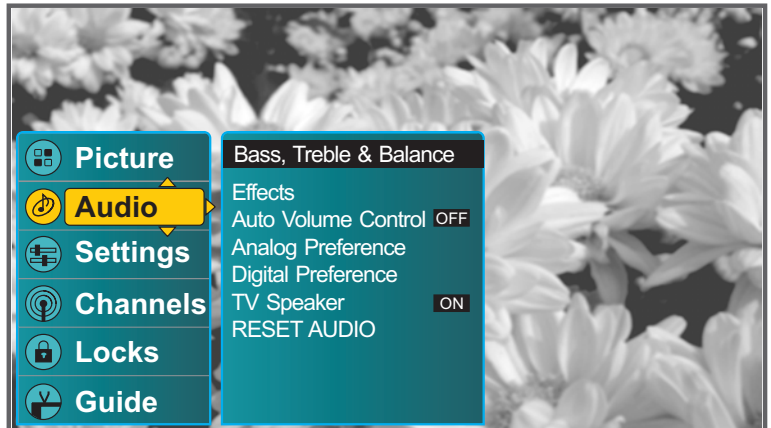 Picture
Audio
Settings
Channels
Locks
Guide
Bass, Treble & Balance
Effects
Auto Volume Control OFF
Analog Preference
Digital Preference
TV Speaker ON
RESET AUDIO